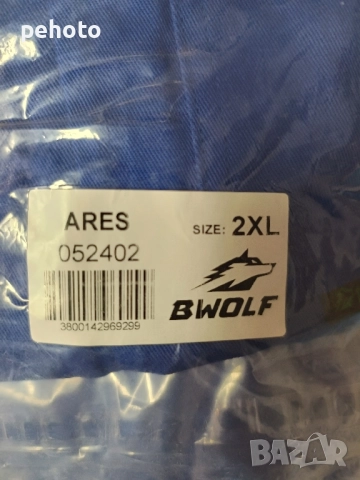 pehoto
ARES
SIZE: 2XL
052402
BWOLF
3800142969299
BAZAR